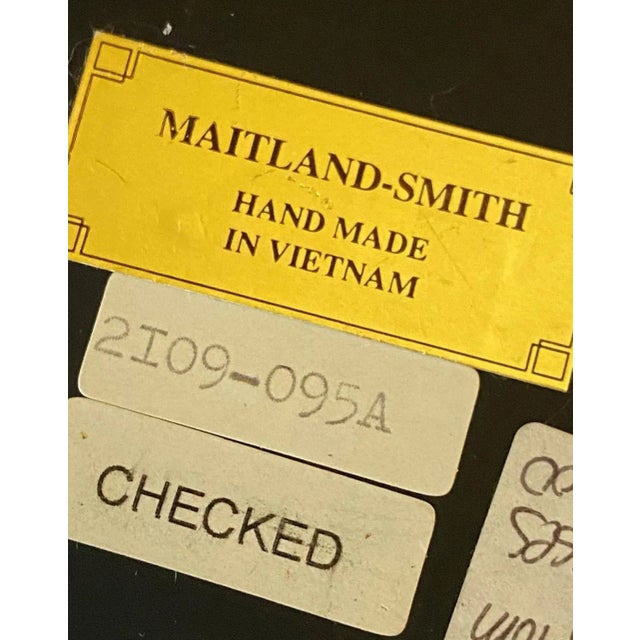 MAITLAND-SMITH
HAND MADE
IN VIETNAM
2I09-095A
CHECKED